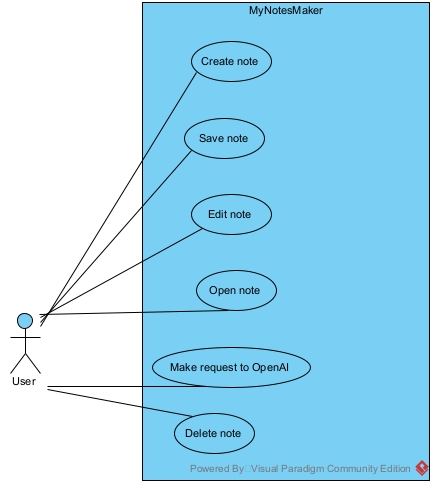 MyNotesMaker
Create note
Save note
Edit note
Open note
User
Make request to OpenAI
Delete note
Powered By Visual Paradigm Community Edition